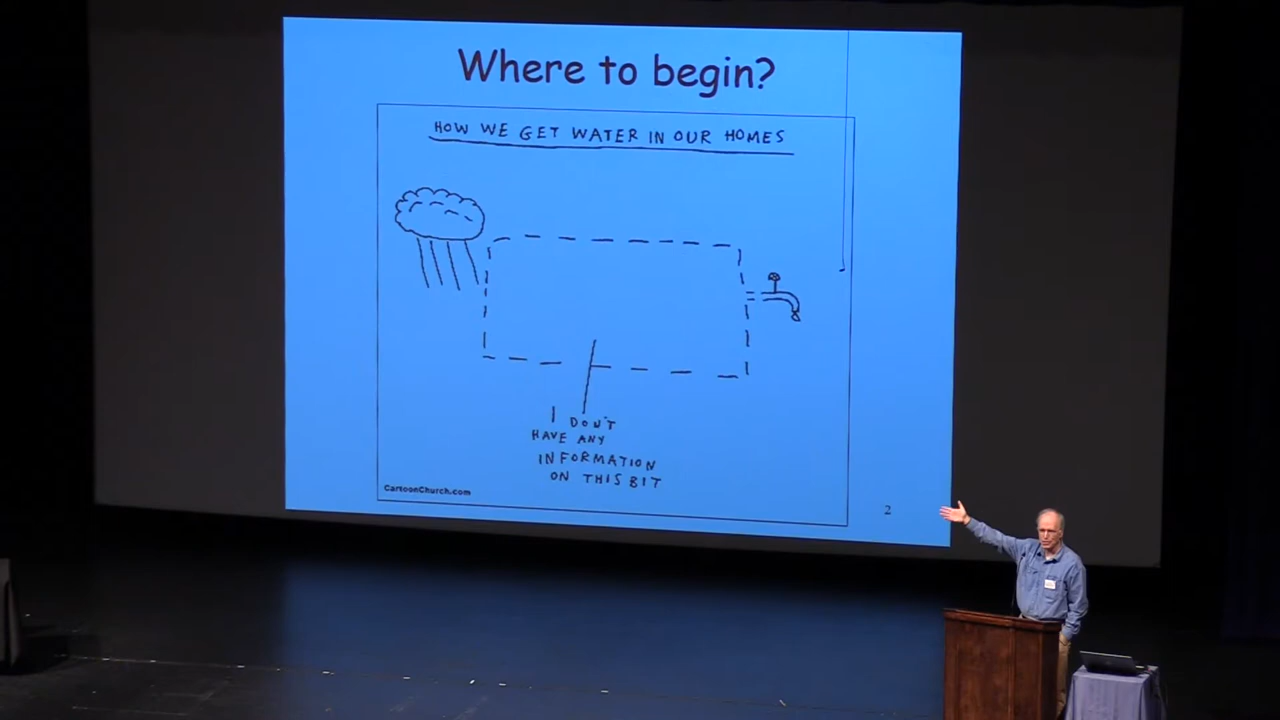 Where to begin?
HOW WE GET WATER IN OUR HOMES
I DON'T
HAVE ANY
INFORMATION
ON THIS BIT
CartoonChurch.com
2